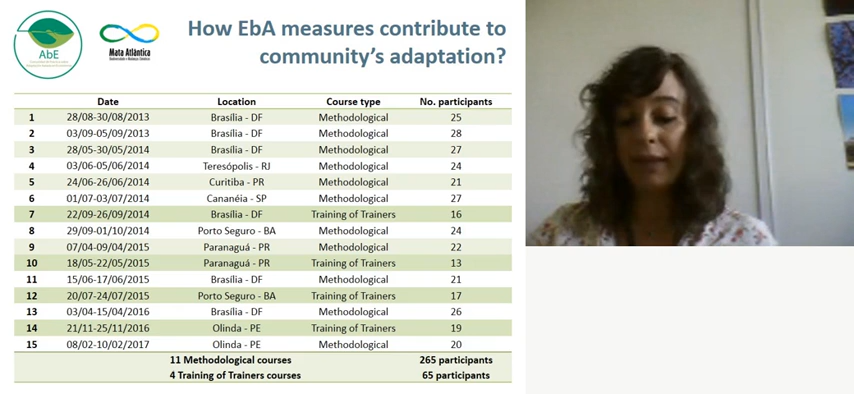 How EbA measures contribute to
community's adaptation?
AbE
Mata Atlântica
Biodiversidade e Mudanças Climáticas
Date Location Course type No. participants
1 28/08-30/08/2013 Brasília - DF Methodological 25
2 03/09-05/09/2013 Brasília - DF Methodological 28
3 28/05-30/05/2014 Brasília - DF Methodological 27
4 03/06-05/06/2014 Teresópolis - RJ Methodological 24
5 24/06-26/06/2014 Curitiba - PR Methodological 21
6 01/07-03/07/2014 Cananéia - SP Methodological 27
7 22/09-26/09/2014 Brasília - DF Training of Trainers 16
8 29/09-01/10/2014 Porto Seguro - BA Methodological 24
9 07/04-09/04/2015 Paranaguá - PR Methodological 22
10 18/05-22/05/2015 Paranaguá - PR Training of Trainers 13
11 15/06-17/06/2015 Brasília - DF Methodological 21
12 20/07-24/07/2015 Porto Seguro - BA Training of Trainers 17
13 03/04-15/04/2016 Brasília - DF Methodological 26
14 21/11-25/11/2016 Olinda - PE Training of Trainers 19
15 08/02-10/02/2017 Olinda - PE Methodological 20
11 Methodological courses 265 participants
4 Training of Trainers courses 65 participants